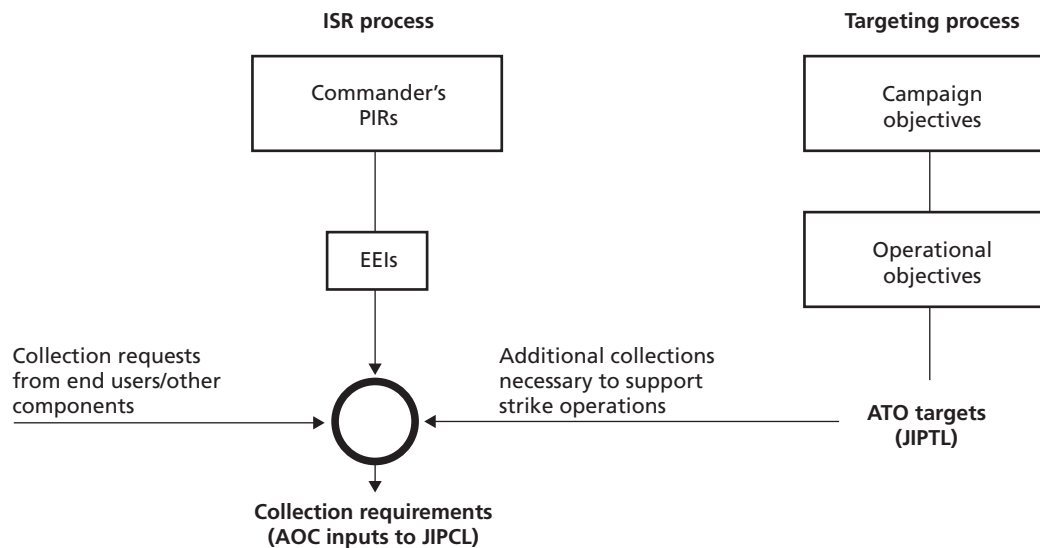 ISR process
Targeting process
Commander's
PIRs
Campaign
objectives
EEIs
Operational
objectives
Collection requests
from end users/other
components
Additional collections
necessary to support
strike operations
ATO targets
(JIPTL)
Collection requirements
(AOC inputs to JIPCL)